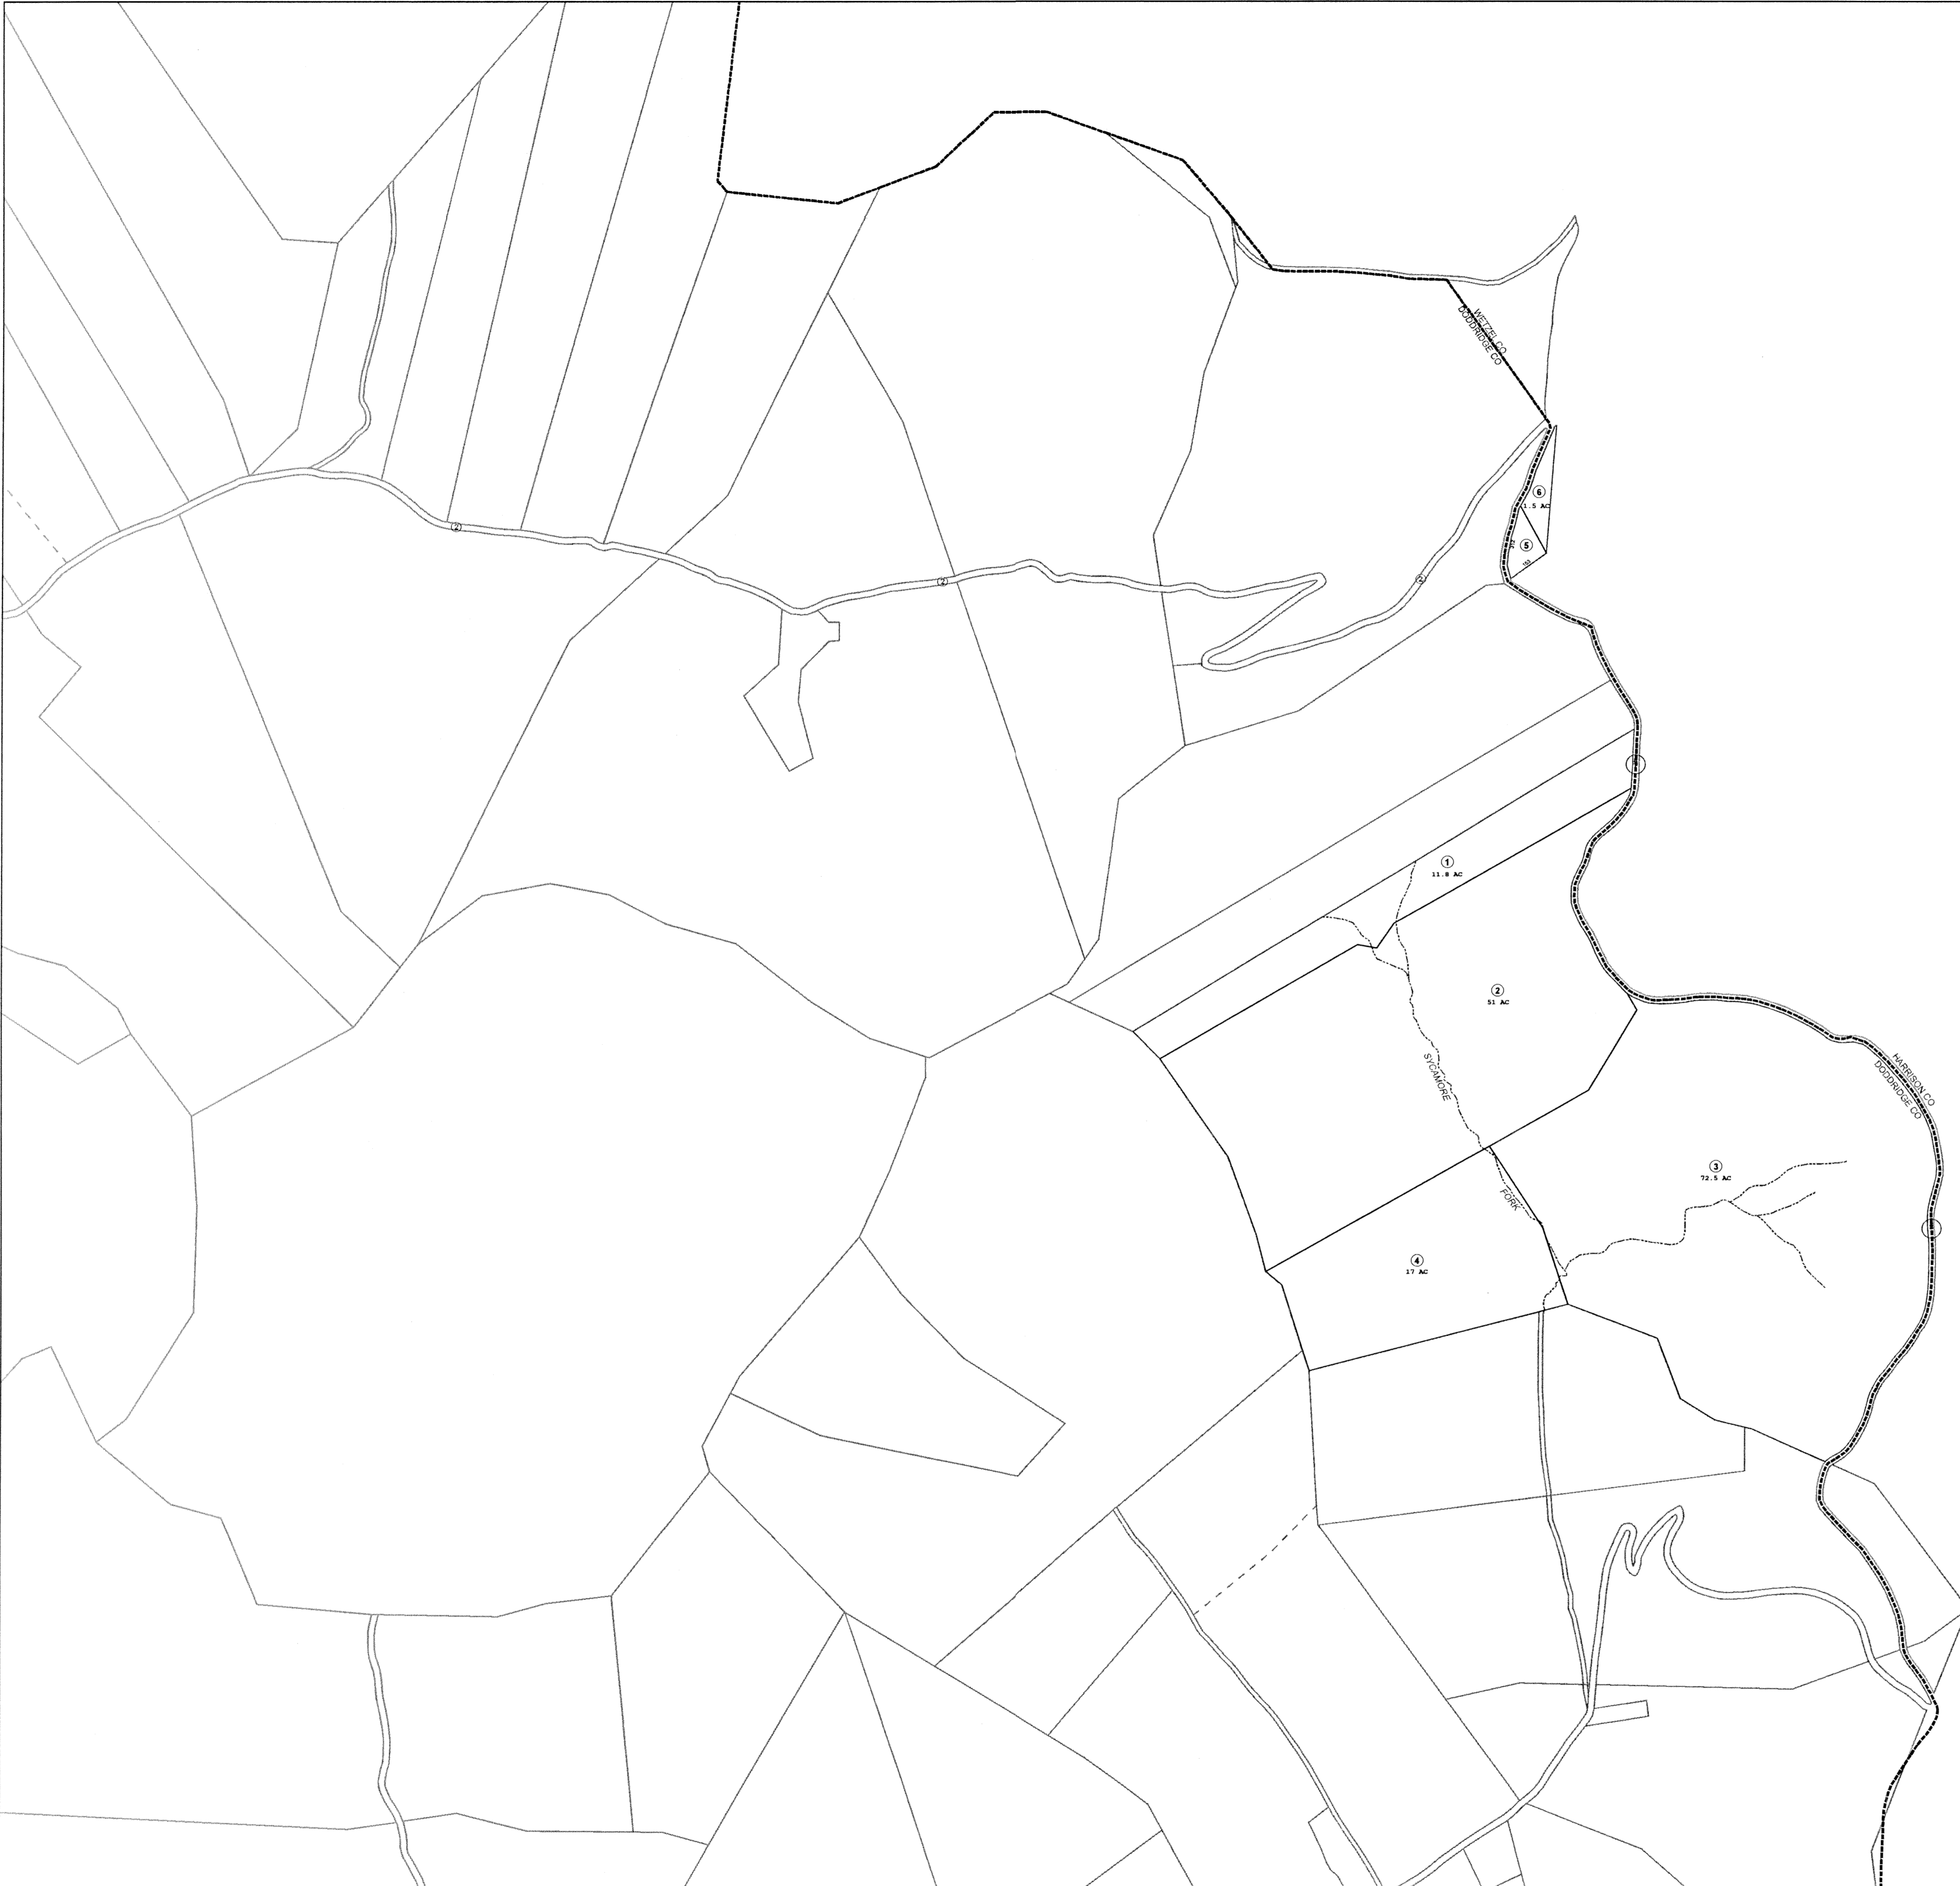 WETZEL CO
DODDRIDGE CO
6
1.5 AC
5
2
2
2
1
11.8 AC
2
51 AC
SYCAMORE
FORK
HARRISON CO
DODDRIDGE CO
3
72.5 AC
4
17 AC